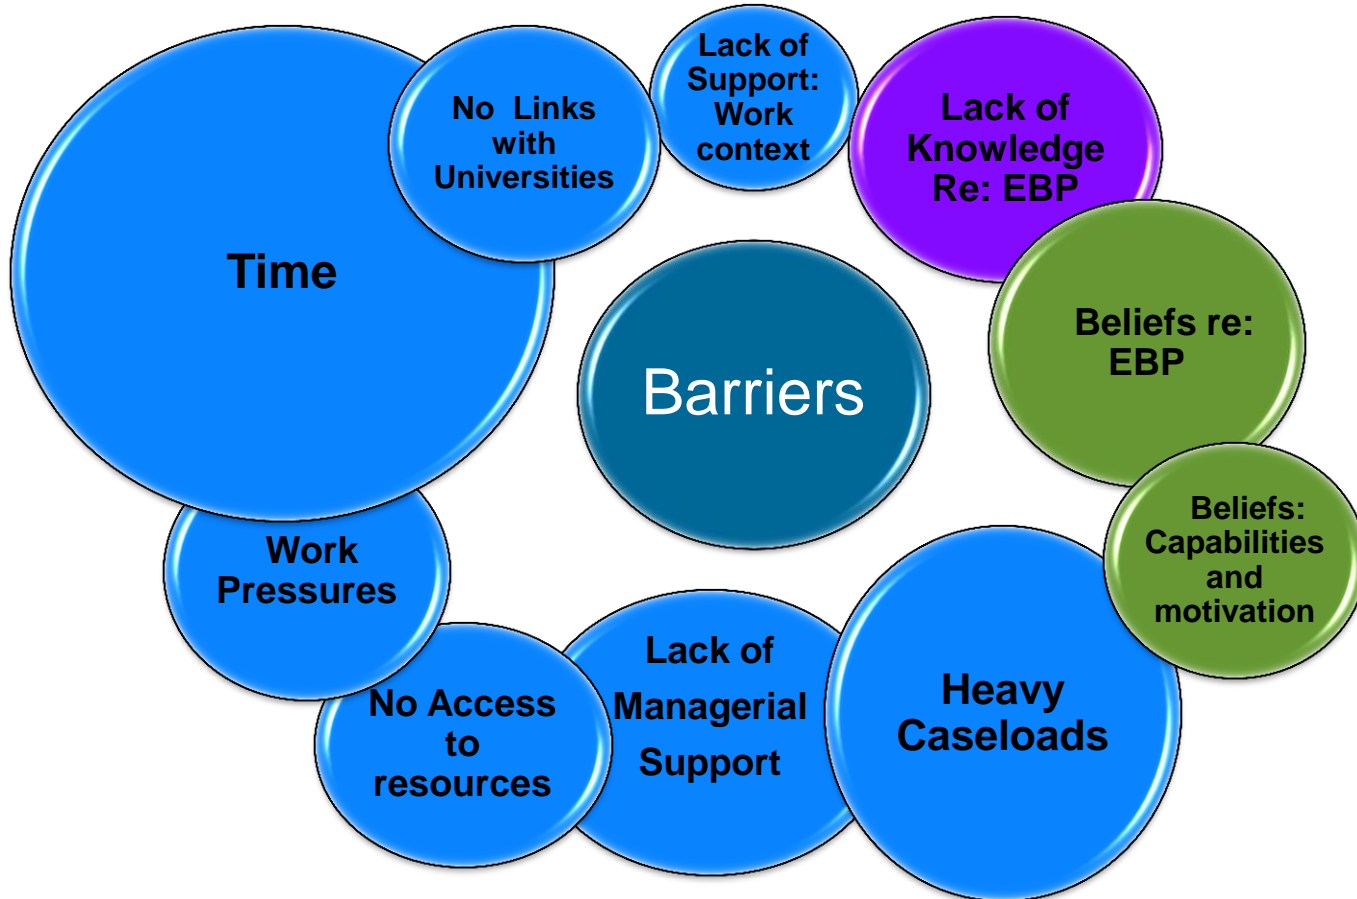 Lack of
Support:
Work
context
No Links
with
Universities
Lack of
Knowledge
Re: EBP
Time
Beliefs re:
EBP
Barriers
Beliefs:
Capabilities
and
motivation
Work
Pressures
No Access
to
resources
Lack of
Managerial
Support
Heavy
Caseloads